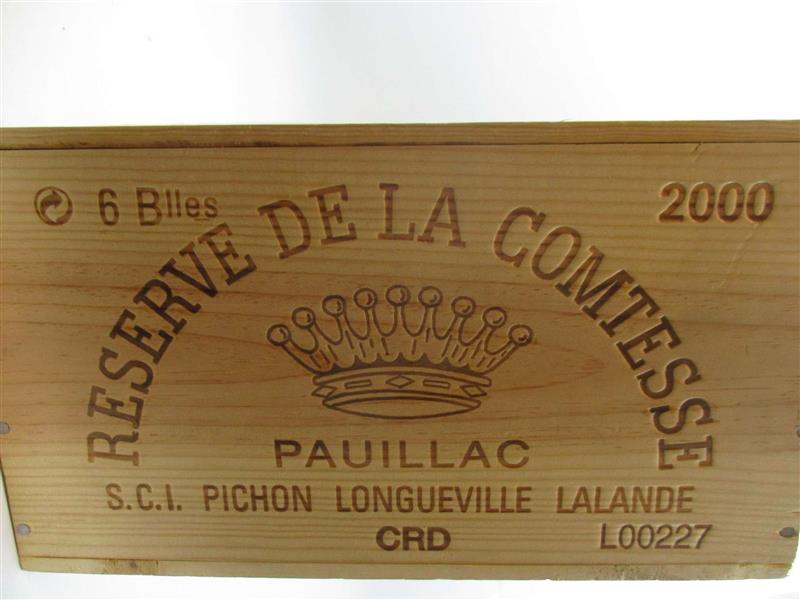 6 Blles
2000
RESERVE DE LA COMTESSE
PAUILLAC
S.C.I. PICHON LONGUEVILLE LALANDE
CRD
L00227